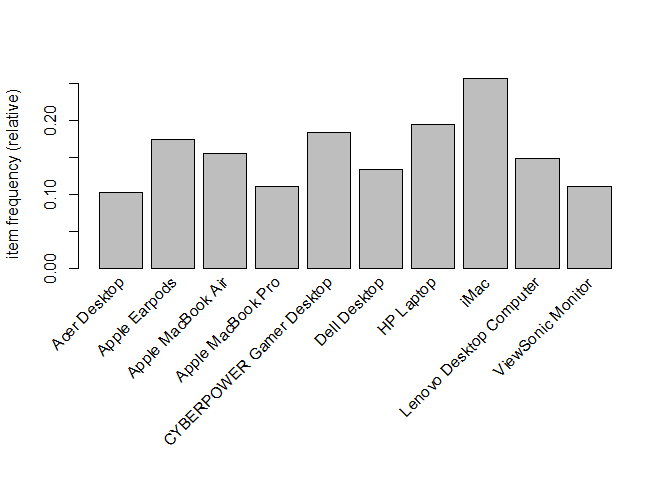 item frequency (relative)
0.20
0.10
0.00
Acer Desktop
Apple Earpods
Apple MacBook Air
Apple MacBook Pro
CYBERPOWER Gamer Desktop
Dell Desktop
HP Laptop
iMac
Lenovo Desktop Computer
ViewSonic Monitor